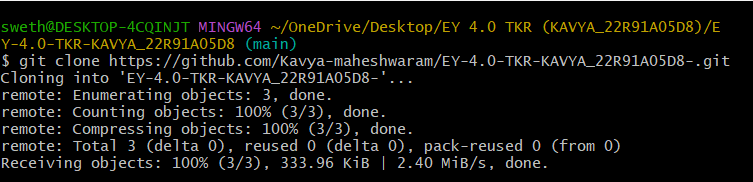 sweth@DESKTOP-4CQINJT MINGW64 ~/OneDrive/Desktop/EY 4.0 TKR (KAVYA_22R91A05D8)/E
Y-4.0-TKR-KAVYA_22R91A05D8 (main)
$ git clone https://github.com/Kavya-maheshwaram/EY-4.0-TKR-KAVYA_22R91A05D8-.git
Cloning into 'EY-4.0-TKR-KAVYA_22R91A05D8-'...
remote: Enumerating objects: 3, done.
remote: Counting objects: 100% (3/3), done.
remote: Compressing objects: 100% (3/3), done.
remote: Total 3 (delta 0), reused 0 (delta 0), pack-reused 0 (from 0)
Receiving objects: 100% (3/3), 333.96 KiB | 2.40 MiB/s, done.